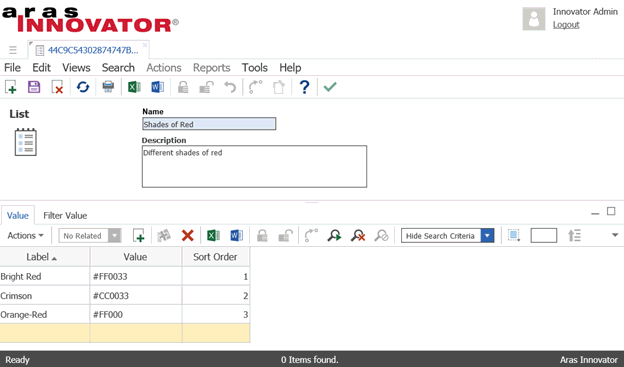 aras
INNOVATOR®
Innovator Admin
Logout
44C9C54302874747B...
File Edit Views Search Actions Reports Tools Help
List
Name
Shades of Red
Description
Different shades of red
Value Filter Value
Actions No Related Hide Search Criteria
Label Value Sort Order
Bright Red #FF0033 1
Crimson #CC0033 2
Orange-Red #FF000 3
Ready 0 Items found. Aras Innovator